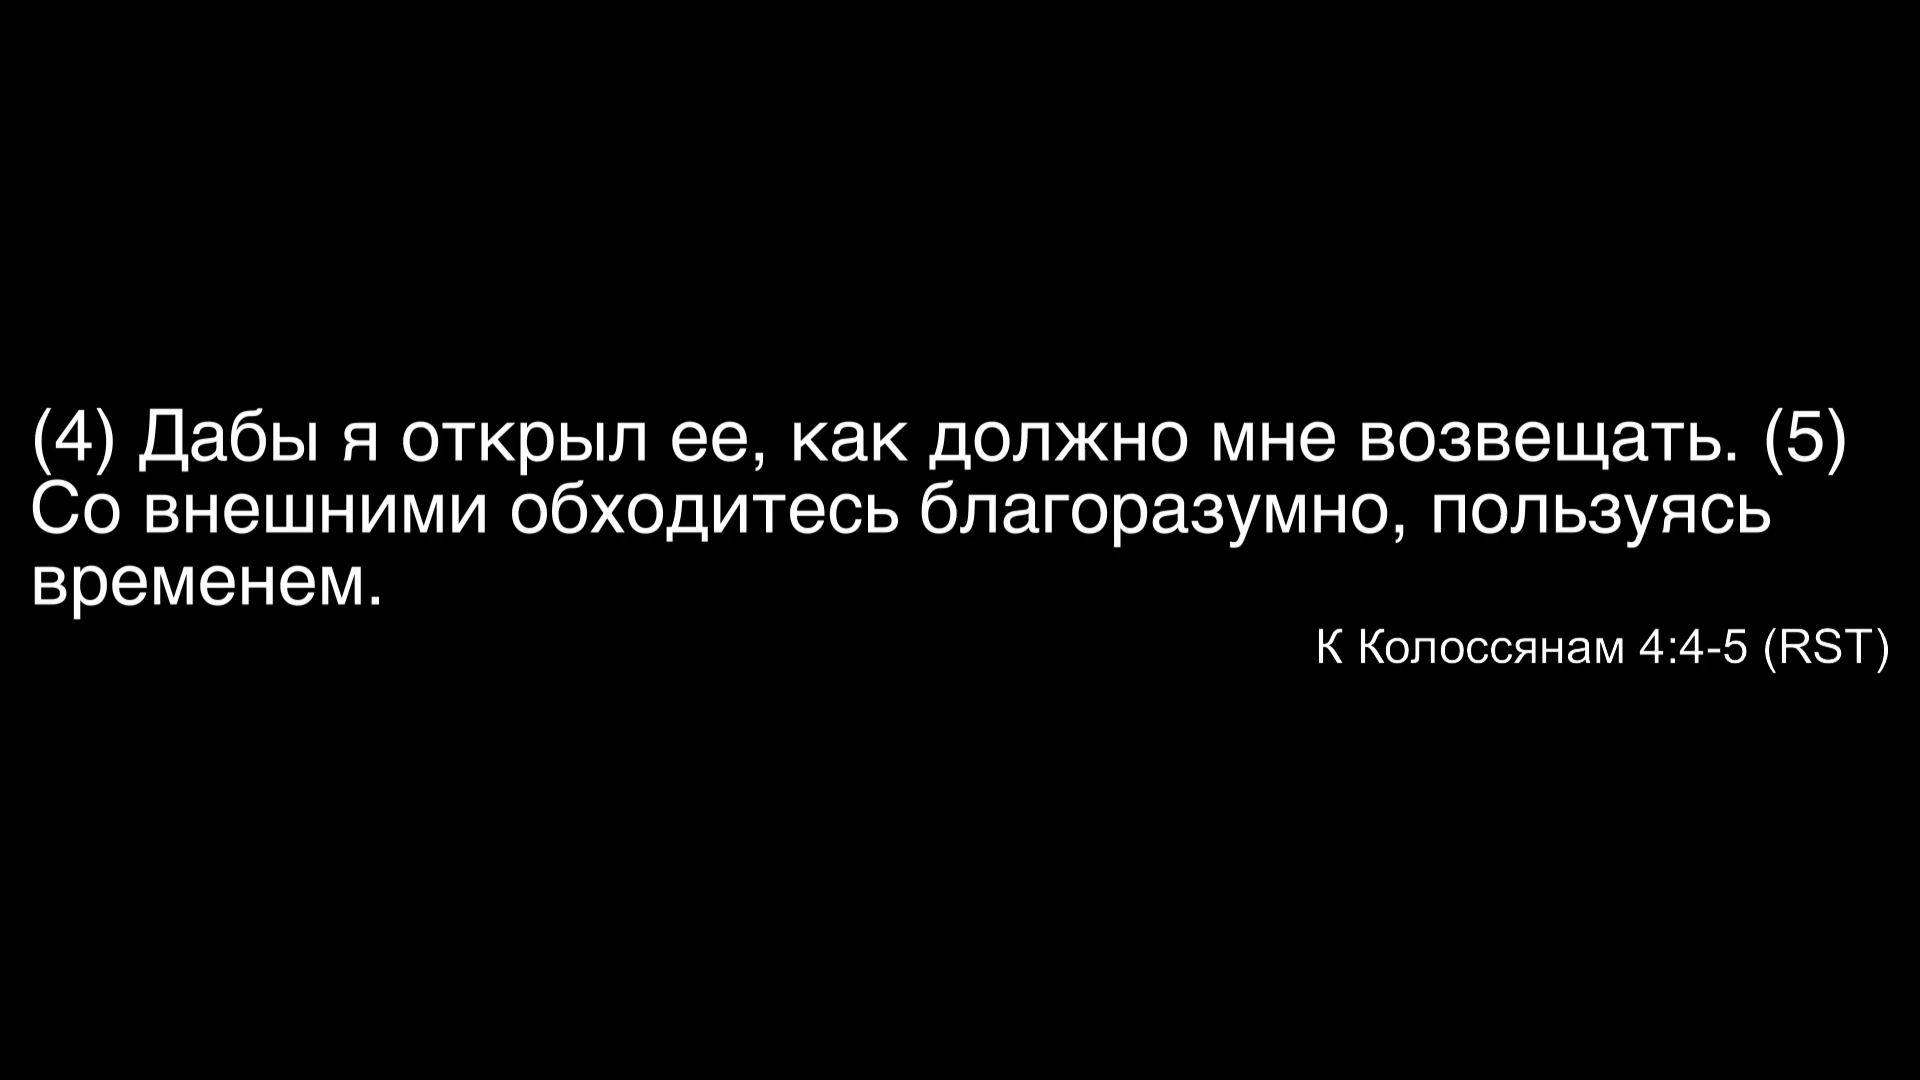 (4) Дабы я открыл ее, как должно мне возвещать. (5)
Со внешними обходитесь благоразумно, пользуясь
временем.
К Колоссянам 4:4-5 (RST)